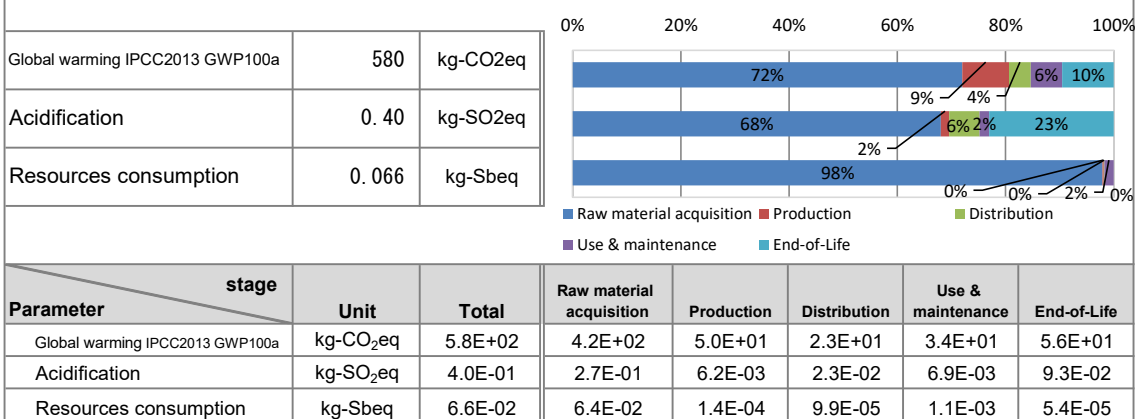 0% 20% 40% 60% 80% 100%
Global warming IPCC2013 GWP100a 580 kg-CO2eq
72% 9% 4% 6% 10%
Acidification 0.40 kg-SO2eq
68% 2% 6% 2% 23%
Resources consumption 0.066 kg-Sbeq
98% 0% 0% 2% 0%
Raw material acquisition Production Distribution
Use & maintenance End-of-Life
stage
Parameter Unit Total Raw material acquisition Production Distribution Use & maintenance End-of-Life
Global warming IPCC2013 GWP100a kg-CO₂eq 5.8E+02 4.2E+02 5.0E+01 2.3E+01 3.4E+01 5.6E+01
Acidification kg-SO₂eq 4.0E-01 2.7E-01 6.2E-03 2.3E-02 6.9E-03 9.3E-02
Resources consumption kg-Sbeq 6.6E-02 6.4E-02 1.4E-04 9.9E-05 1.1E-03 5.4E-05